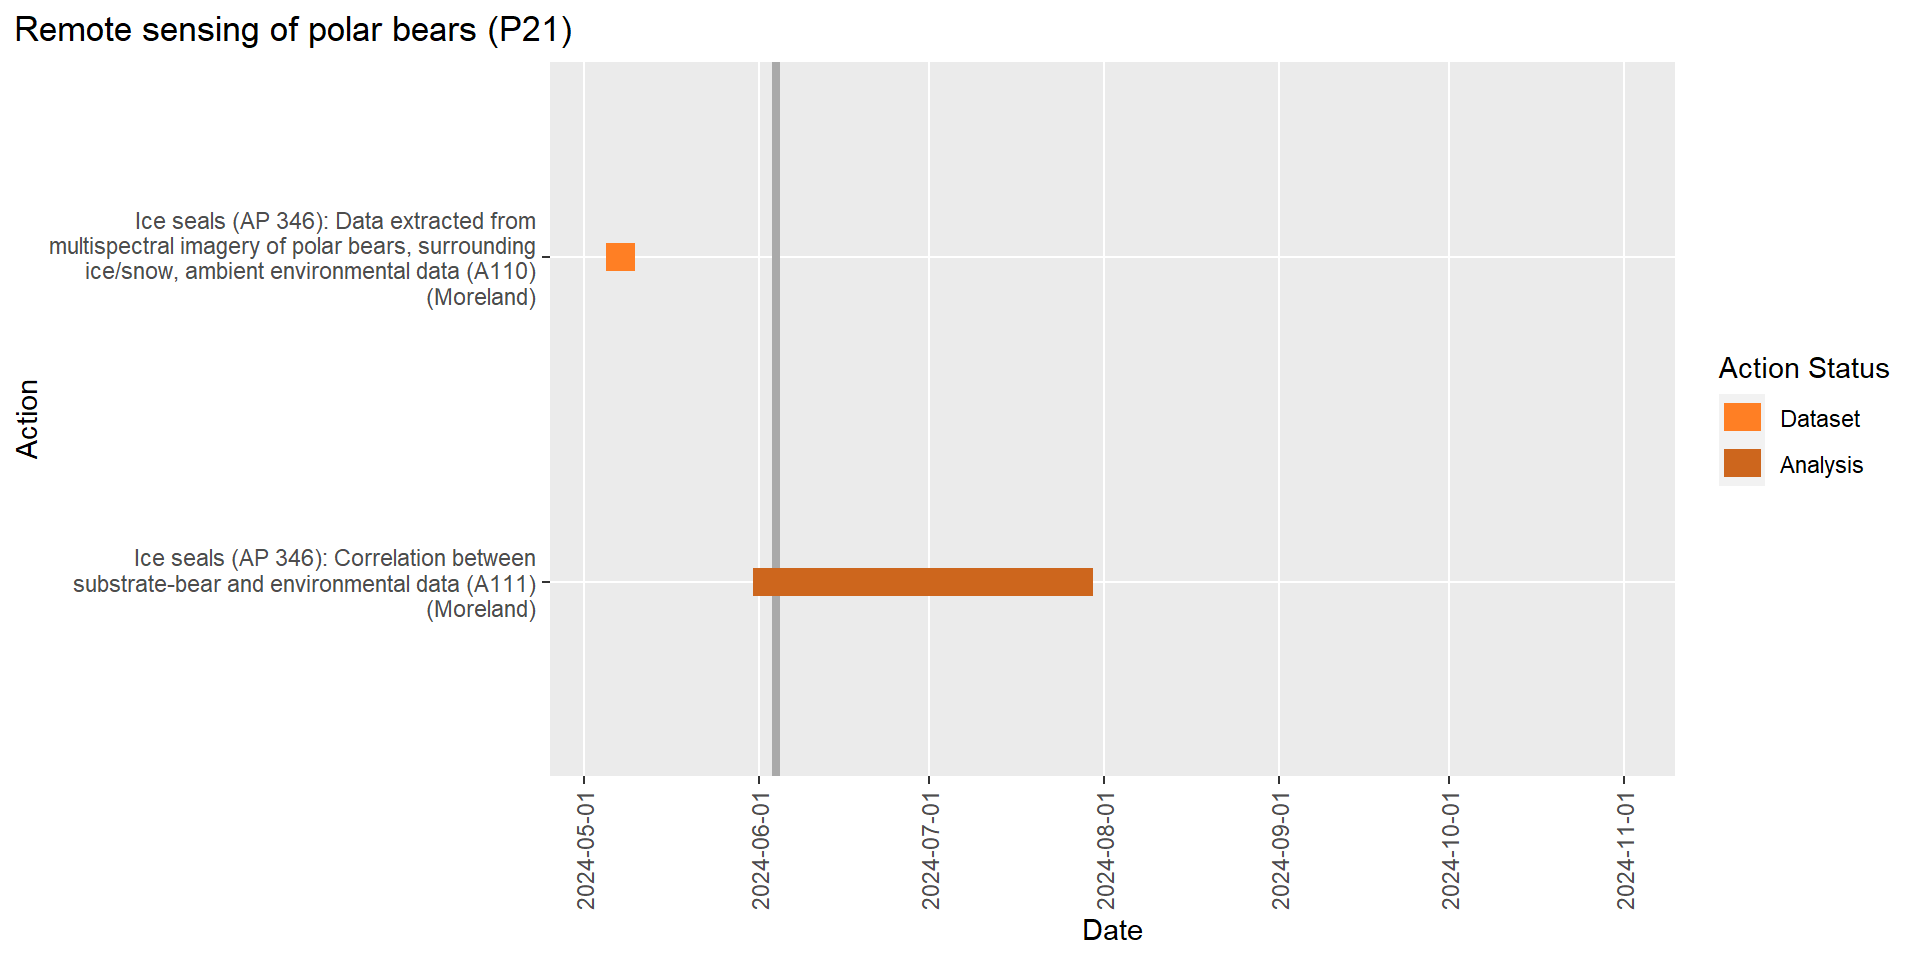 Remote sensing of polar bears (P21)
Action
Ice seals (AP 346): Data extracted from
multispectral imagery of polar bears, surrounding
ice/snow, ambient environmental data (A110)
(Moreland)
Ice seals (AP 346): Correlation between
substrate-bear and environmental data (A111)
(Moreland)
2024-05-01
2024-06-01
2024-07-01
2024-08-01
2024-09-01
2024-10-01
2024-11-01
Date
Action Status
Dataset
Analysis